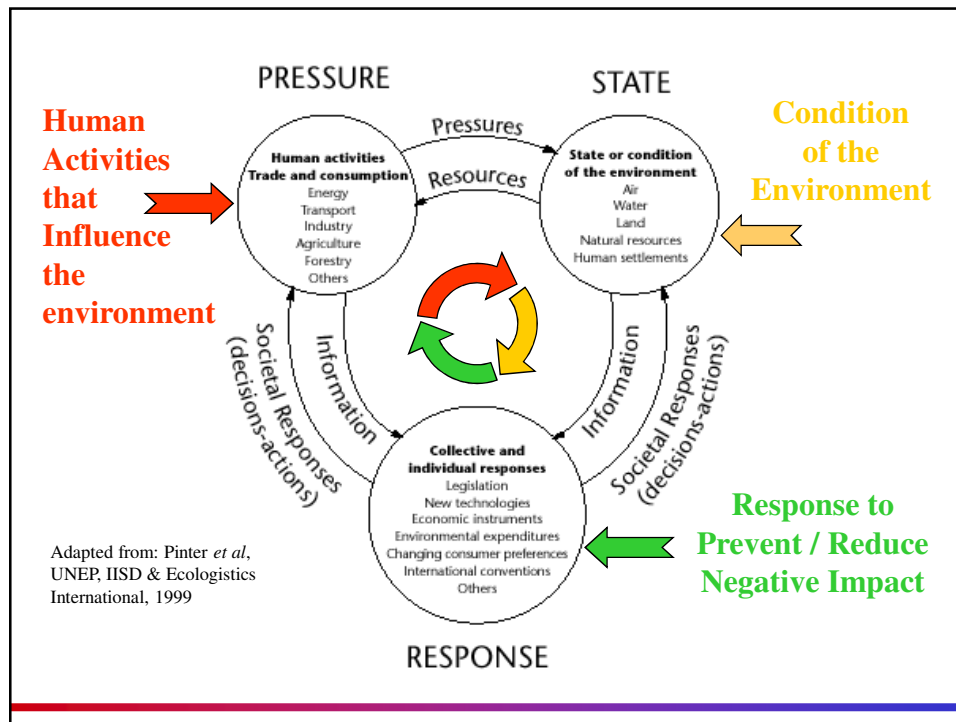 PRESSURE
STATE
Human
Activities
that
Influence
the
environment
Human activities
Trade and consumption
Energy
Transport
Industry
Agriculture
Forestry
Others
Pressures
Resources
State or condition
of the environment
Air
Water
Land
Natural resources
Human settlements
Condition
of the
Environment
Societal Responses
(decisions-actions)
Information
Information
Societal Responses
(decisions-actions)
Collective and
individual responses
Legislation
New technologies
Economic instruments
Environmental expenditures
Changing consumer preferences
International conventions
Others
Response to
Prevent / Reduce
Negative Impact
Adapted from: Pinter et al,
UNEP, IISD & Ecologistics
International, 1999
RESPONSE